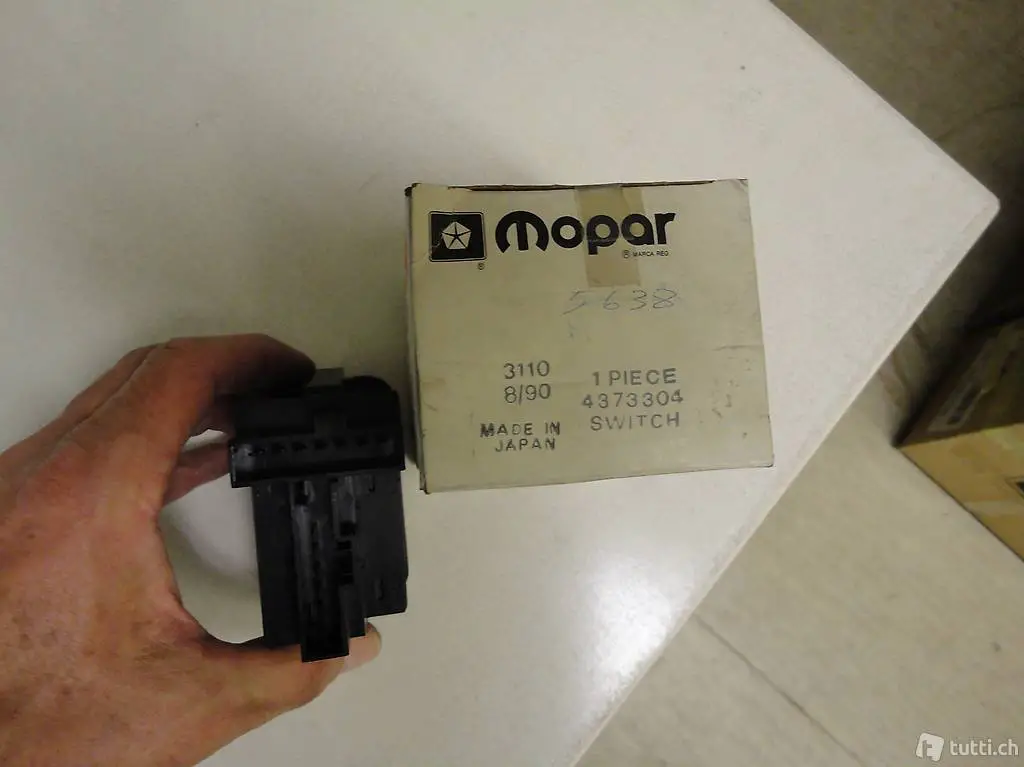 mopar
®
® MARCA REG
5638
3110
8/90
MADE IN
JAPAN
1 PIECE
4373304
SWITCH
tutti.ch